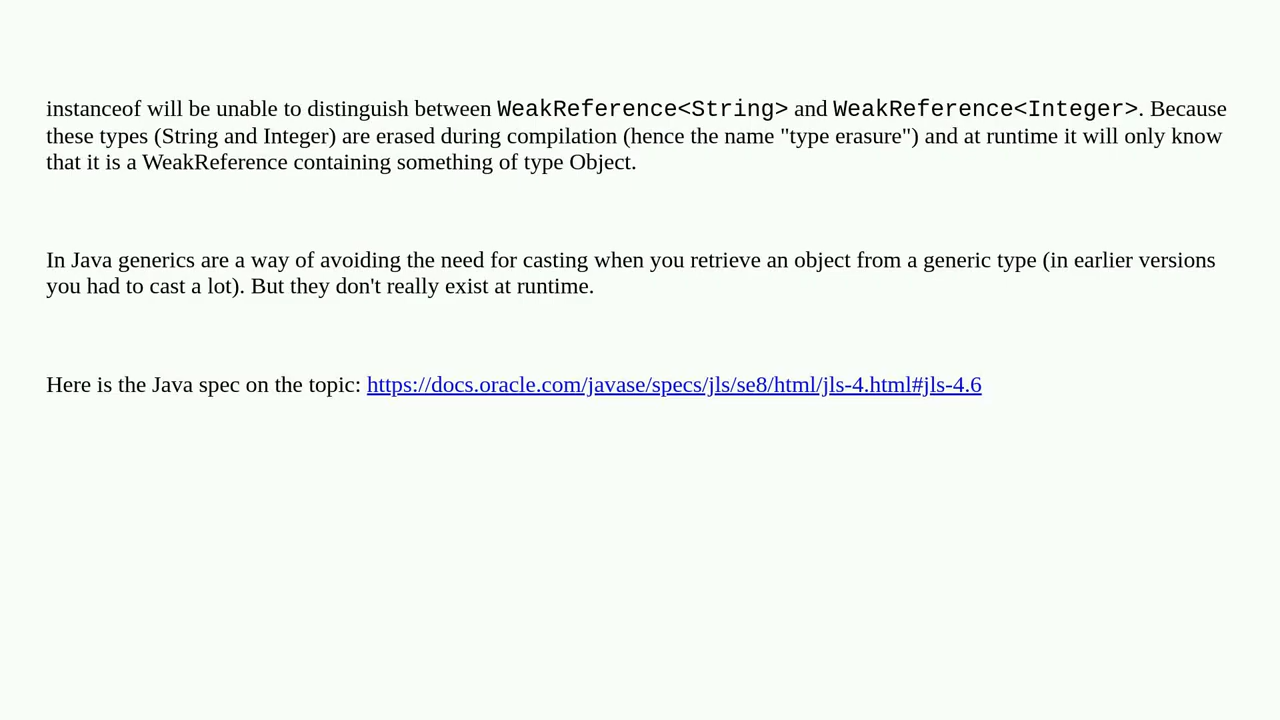 instanceof will be unable to distinguish between WeakReference<String> and WeakReference<Integer>. Because
these types (String and Integer) are erased during compilation (hence the name "type erasure") and at runtime it will only know
that it is a WeakReference containing something of type Object.
In Java generics are a way of avoiding the need for casting when you retrieve an object from a generic type (in earlier versions
you had to cast a lot). But they don't really exist at runtime.
Here is the Java spec on the topic: https://docs.oracle.com/javase/specs/jls/se8/html/jls-4.html#jls-4.6